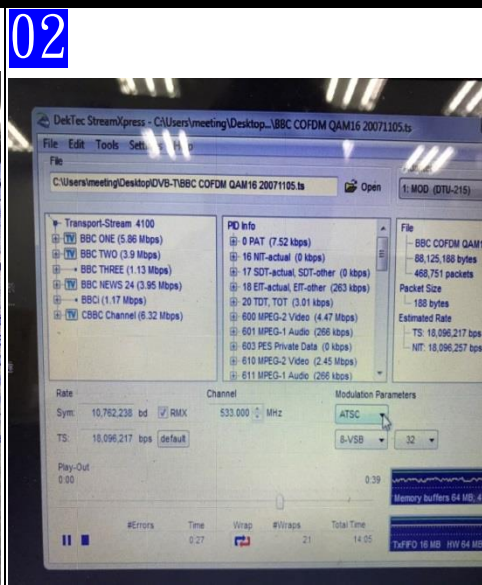 02
DekTec StreamXpress - C:\Users\meeting\Desktop...\BBC COFDM QAM16 20071105.ts
File Edit Tools
File
C:\Users\meeting\Desktop\DVB-T\BBC COFDM QAM16 20071105.ts Open
1: MOD (DTU-215)
Transport-Stream 4100
TV BBC ONE (5.86 Mbps)
TV BBC TWO (3.9 Mbps)
BBC THREE (1.13 Mbps)
TV BBC NEWS 24 (3.95 Mbps)
BBCi (1.17 Mbps)
TV CBBC Channel (6.32 Mbps)
PID Info
0 PAT (7.52 kbps)
16 NIT-actual (0 kbps)
17 SDT-actual, SDT-other (0 kbps)
18 EIT-actual, EIT-other (263 kbps)
20 TDT, TOT (3.01 kbps)
600 MPEG-2 Video (4.47 Mbps)
601 MPEG-1 Audio (266 kbps)
603 PES Private Data (0 kbps)
610 MPEG-2 Video (2.45 Mbps)
611 MPEG-1 Audio (266 kbps)
File
BBC COFDM QAM1
88,125,188 bytes
468,751 packets
Packet Size
188 bytes
Estimated Rate
TS: 18,096,217 bps
NIT: 18,096,257 bps
Rate Channel Modulation Parameters
Sym: 10,762,238 bd RMX 533.000 MHz ATSC
TS: 18,096,217 bps default 8-VSB 32
Play-Out
0:00 0:39
Memory buffers 64 MB; 4
#Errors Time Wrap #Wraps Total Time
0:27 21 14:05
TxFIFO 16 MB HW 64 MB